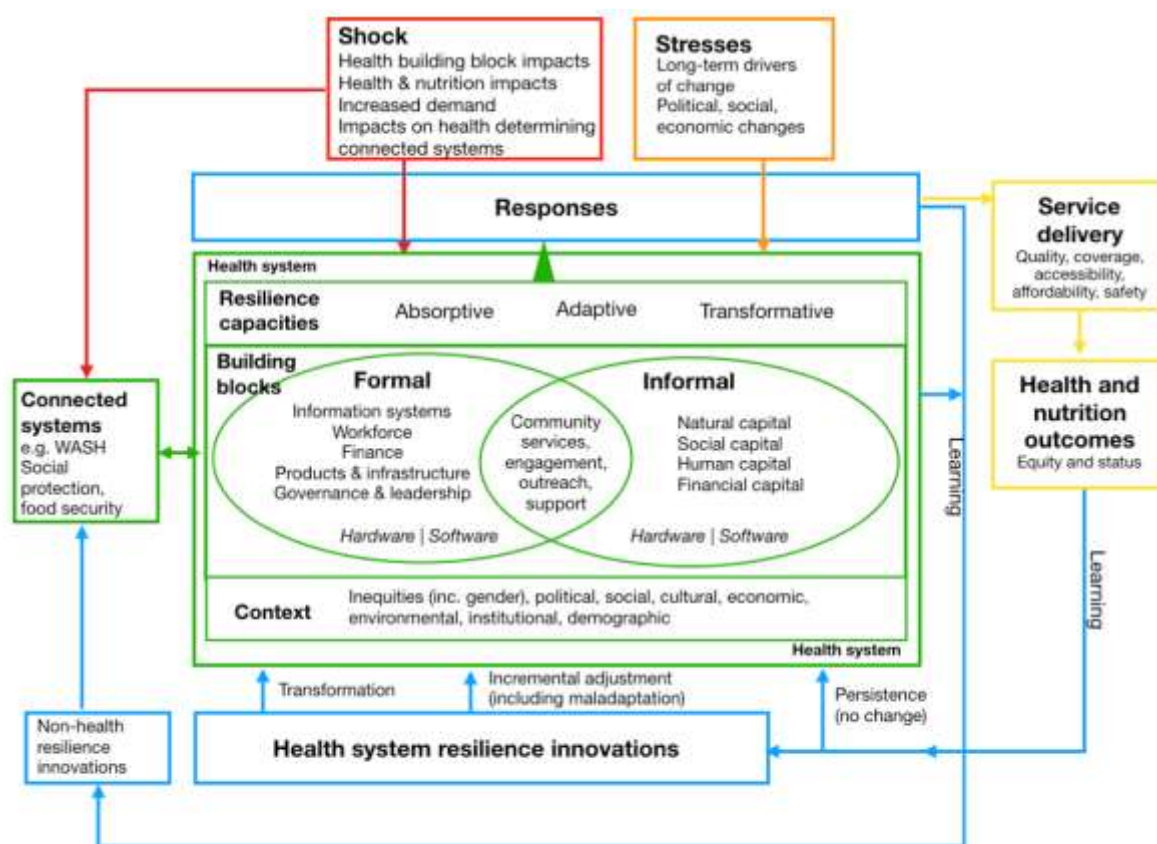 Shock
Health building block impacts
Health & nutrition impacts
Increased demand
Impacts on health determining
connected systems
Stresses
Long-term drivers
of change
Political, social,
economic changes
Responses
Service
delivery
Quality, coverage,
accessibility,
affordability, safety
Health system
Resilience
capacities
Absorptive
Adaptive
Transformative
Building
blocks
Formal
Information systems
Workforce
Finance
Products & infrastructure
Governance & leadership
Hardware | Software
Community
services,
engagement,
outreach,
support
Informal
Natural capital
Social capital
Human capital
Financial capital
Hardware | Software
Connected
systems
e.g. WASH
Social
protection,
food security
Health and
nutrition
outcomes
Equity and status
Learning
Learning
Context
Inequities (inc. gender), political, social, cultural, economic,
environmental, institutional, demographic
Health system
Transformation
Incremental adjustment
(including maladaptation)
Persistence
(no change)
Non-health
resilience
innovations
Health system resilience innovations